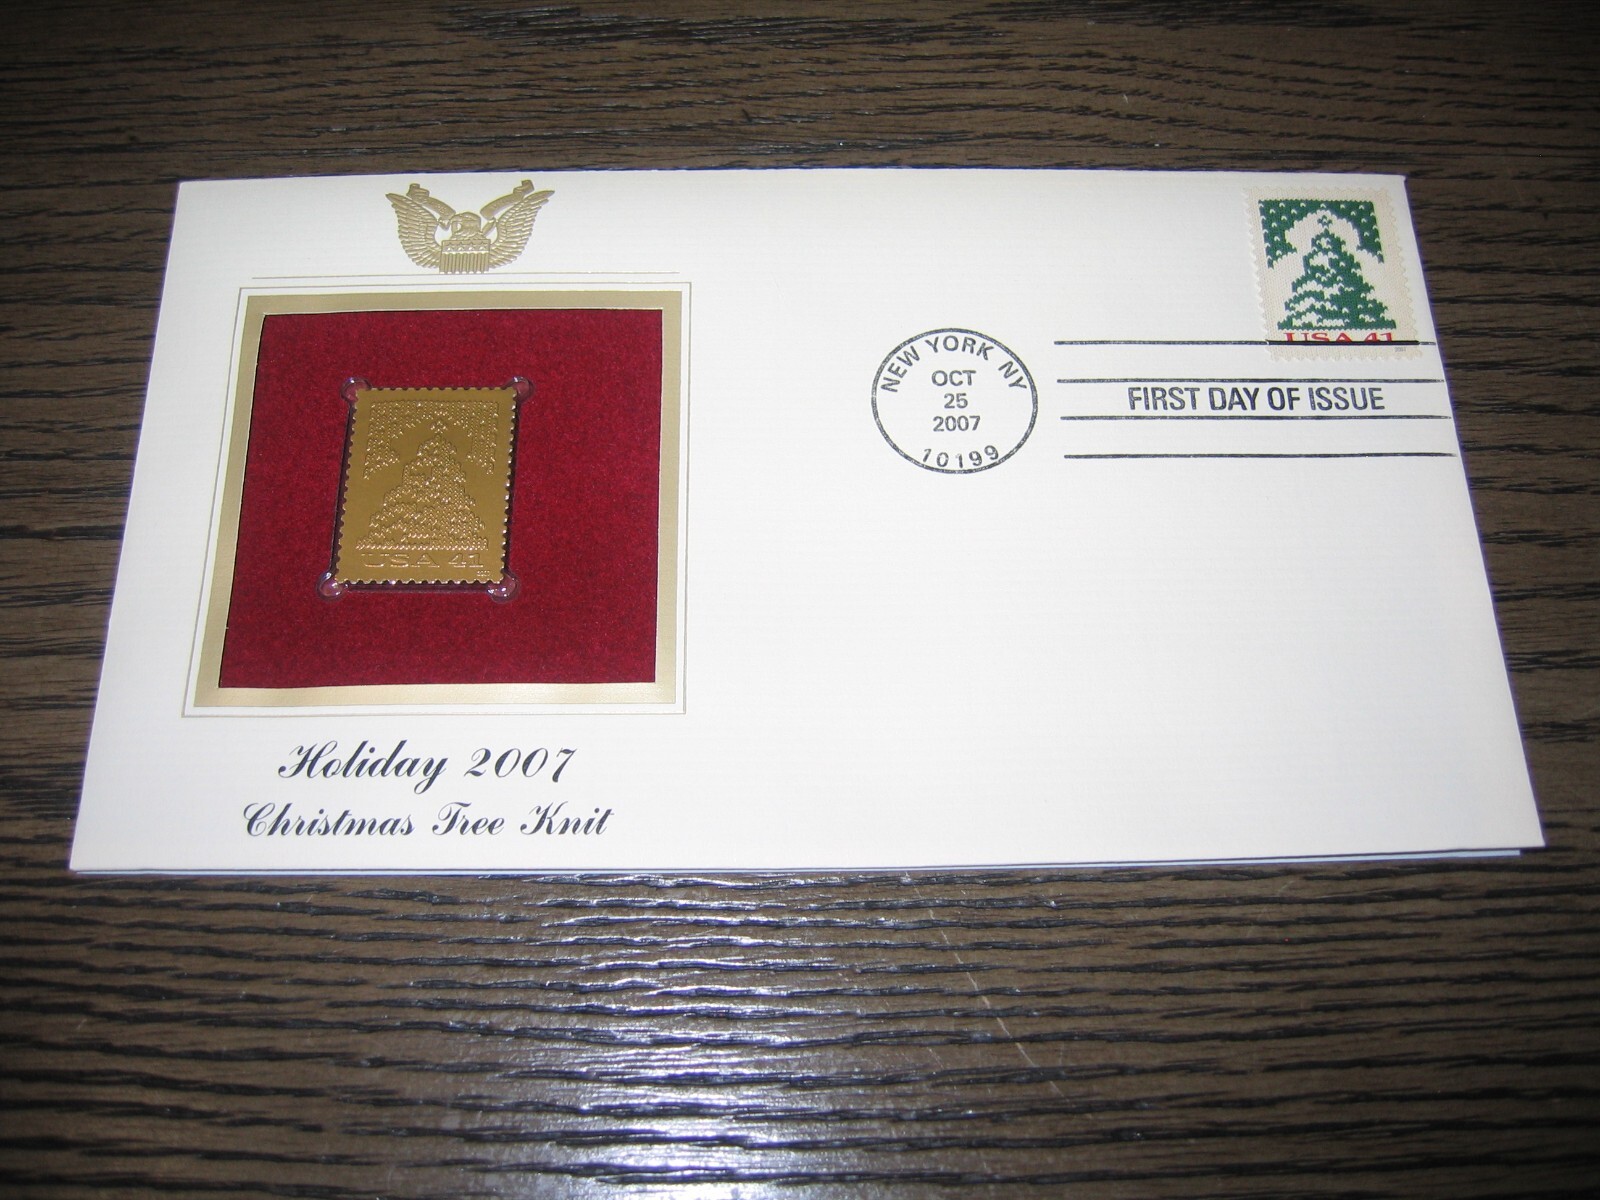 USA 41
NEW YORK NY
OCT
25
2007
10199
FIRST DAY OF ISSUE
USA 41
Holiday 2007
Christmas Tree Knit